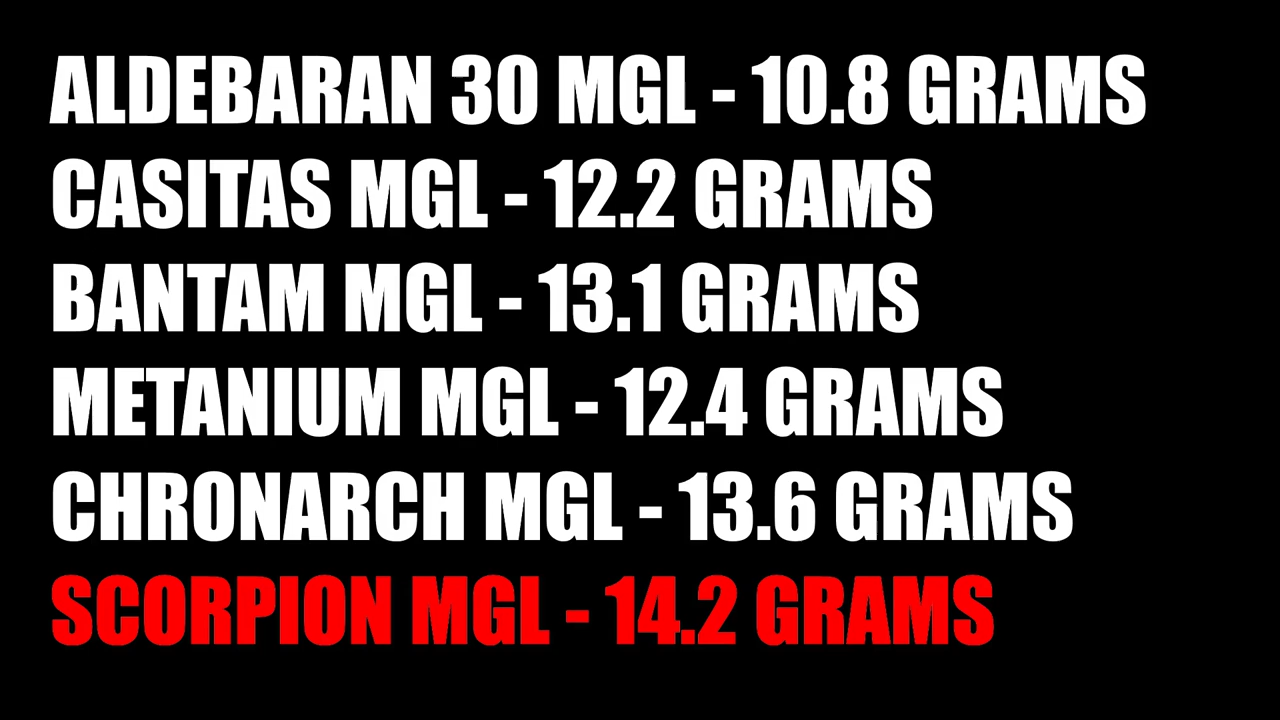 ALDEBARAN 30 MGL - 10.8 GRAMS
CASITAS MGL - 12.2 GRAMS
BANTAM MGL - 13.1 GRAMS
METANIUM MGL - 12.4 GRAMS
CHRONARCH MGL - 13.6 GRAMS
SCORPION MGL - 14.2 GRAMS